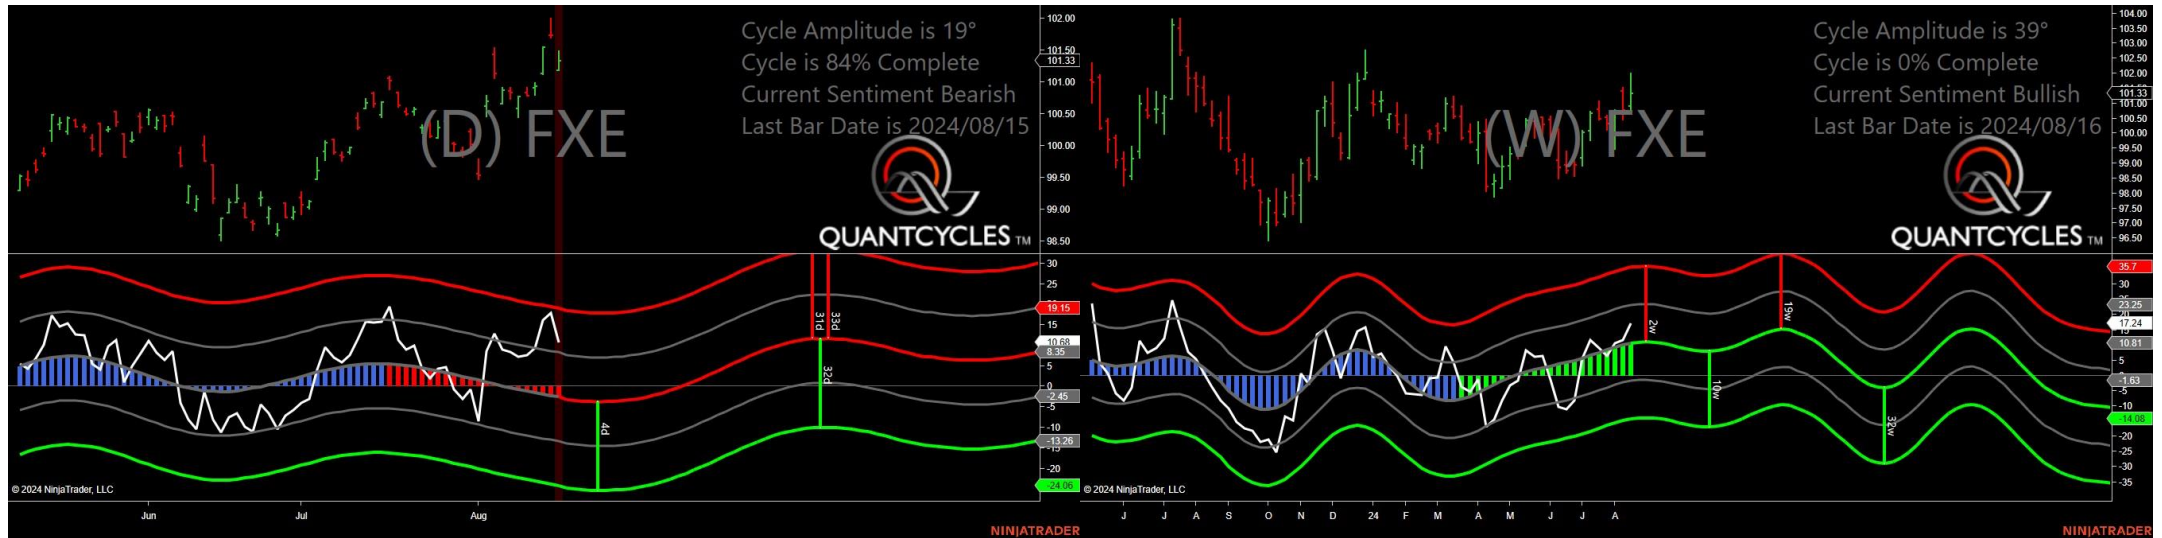 Cycle Amplitude is 19°
Cycle is 84% Complete
Current Sentiment Bearish
Last Bar Date is 2024/08/15
(D) FXE
QUANTCYCLES TM
102.00
101.50
101.33
101.00
100.50
100.00
99.50
99.00
98.50
30
25
19.15
15
10.68
8.35
5
0
-2.45
-5
-10
-13.26
-15
-20
-24.06
31d
33d
32d
4d
© 2024 NinjaTrader, LLC
Jun
Jul
Aug
NINJATRADER
Cycle Amplitude is 39°
Cycle is 0% Complete
Current Sentiment Bullish
Last Bar Date is 2024/08/16
(W) FXE
QUANTCYCLES TM
104.00
103.50
103.00
102.50
102.00
101.33
101.00
100.50
100.00
99.50
99.00
98.50
98.00
97.50
97.00
96.50
35.7
30
23.25
17.24
10.81
5
-1.63
-5
-10
-14.08
-20
-25
-30
-35
2w
19w
10w
32w
© 2024 NinjaTrader, LLC
J J A S O N D 24 F M A M J J A
NINJATRADER